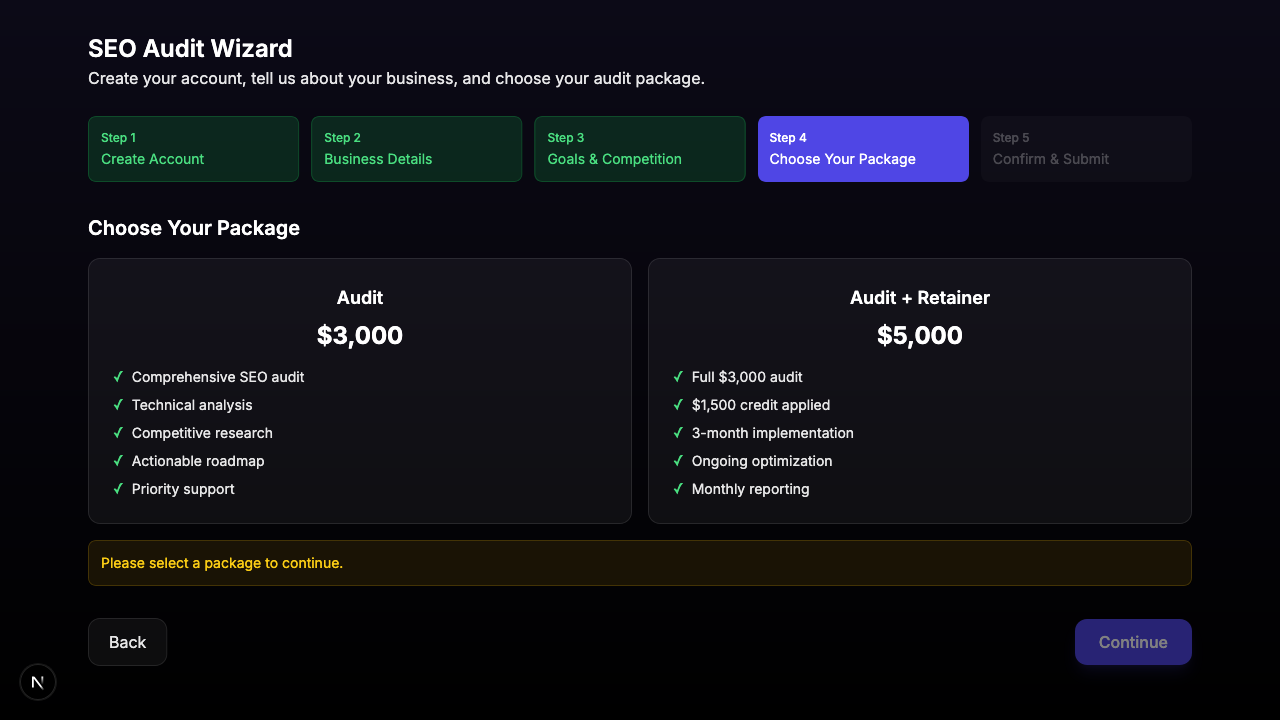 SEO Audit Wizard
Create your account, tell us about your business, and choose your audit package.
Step 1
Create Account
Step 2
Business Details
Step 3
Goals & Competition
Step 4
Choose Your Package
Step 5
Confirm & Submit
Choose Your Package
Audit
$3,000
✓ Comprehensive SEO audit
✓ Technical analysis
✓ Competitive research
✓ Actionable roadmap
✓ Priority support
Audit + Retainer
$5,000
✓ Full $3,000 audit
✓ $1,500 credit applied
✓ 3-month implementation
✓ Ongoing optimization
✓ Monthly reporting
Please select a package to continue.
Back
Continue
N